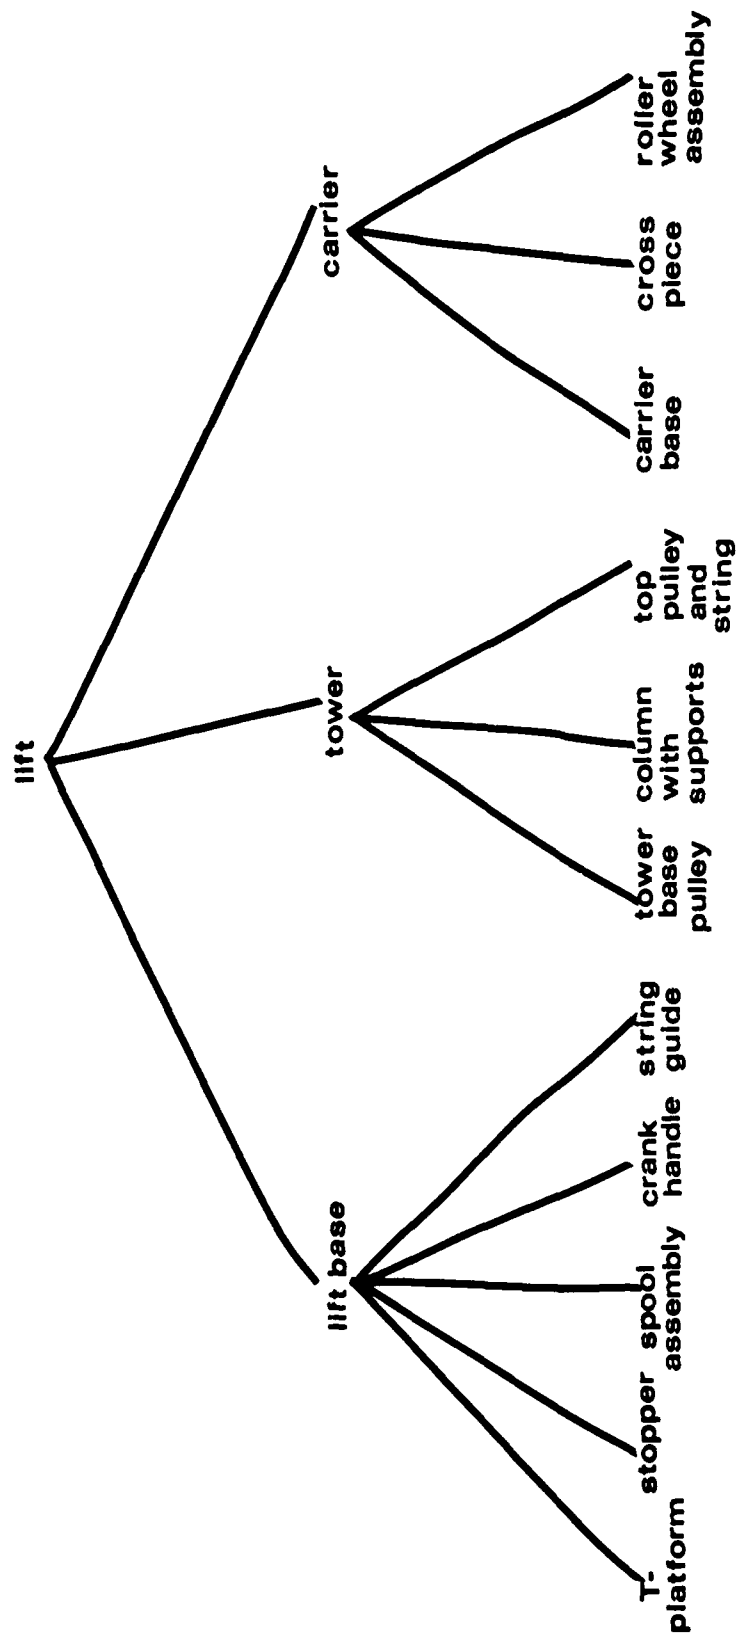 lift
lift base
tower
carrier
T-
platform
stopper
spool
assembly
crank
handle
string
guide
tower
base
pulley
column
with
supports
top
pulley
and
string
carrier
base
cross
piece
roller
wheel
assembly